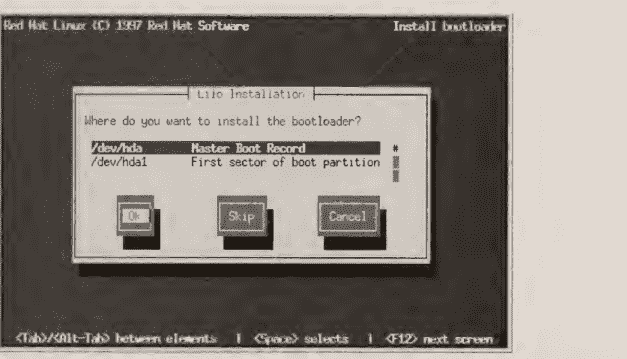 Red Hat Linux (C) 1997 Red Hat Software Install bootloader
Lilo Installation
Where do you want to install the bootloader?
/dev/hda Master Boot Record
/dev/hda1 First sector of boot partition
Ok Skip Cancel
<Tab>/<Alt-Tab> between elements | <Space> selects | <F12> next screen